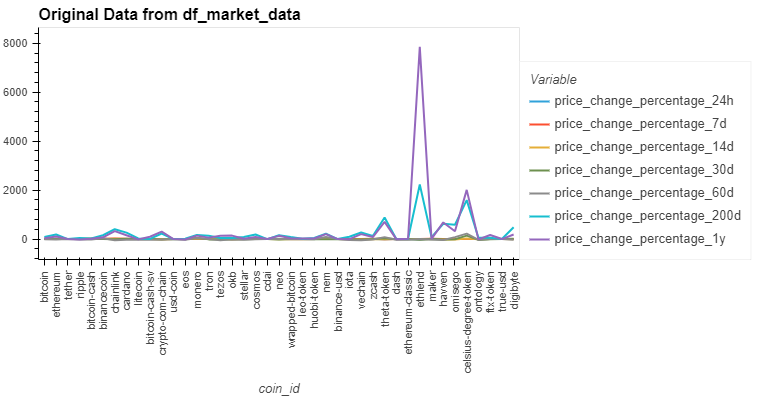 Original Data from df_market_data
8000
6000
4000
2000
0
Variable
price_change_percentage_24h
price_change_percentage_7d
price_change_percentage_14d
price_change_percentage_30d
price_change_percentage_60d
price_change_percentage_200d
price_change_percentage_1y
bitcoin
ethereum
tether
ripple
bitcoin-cash
binancecoin
chainlink
cardano
litecoin
bitcoin-cash-sv
crypto-com-chain
usd-coin
eos
monero
tron
tezos
okb
stellar
cosmos
cdai
neo
wrapped-bitcoin
leo-token
huobi-token
nem
binance-usd
iota
vechain
zcash
theta-token
dash
ethereum-classic
ethlend
maker
havven
omisego
celsius-degree-token
ontology
ftx-token
true-usd
digibyte
coin_id